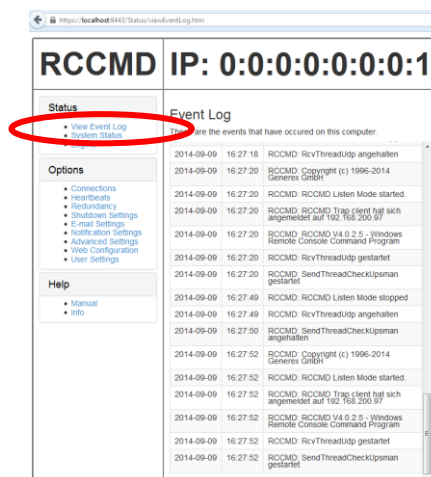 https://localhost:8443/Status/viewEventLog.htm
RCCMD
IP: 0:0:0:0:0:0:0:1
Status
View Event Log
System Status
Options
Connections
Heartbeats
Redundancy
Shutdown Settings
E-mail Settings
Notification Settings
Advanced Settings
Web Configuration
User Settings
Help
Manual
Info
Event Log
These are the events that have occured on this computer.
2014-09-09 16:27:18 RCCMD: RcvThreadUdp angehalten
2014-09-09 16:27:20 RCCMD: Copyright (c) 1996-2014
Generex GmbH
2014-09-09 16:27:20 RCCMD: RCCMD Listen Mode started.
2014-09-09 16:27:20 RCCMD: RCCMD Trap client hat sich
angemeldet auf 192.168.200.97
2014-09-09 16:27:20 RCCMD: RCCMD V4.0.2.5 - Windows
Remote Console Command Program
2014-09-09 16:27:20 RCCMD: RcvThreadUdp gestartet
2014-09-09 16:27:20 RCCMD: SendThreadCheckUpsman
gestartet
2014-09-09 16:27:49 RCCMD: RCCMD Listen Mode stopped
2014-09-09 16:27:49 RCCMD: RcvThreadUdp angehalten
2014-09-09 16:27:50 RCCMD: SendThreadCheckUpsman
angehalten
2014-09-09 16:27:52 RCCMD: Copyright (c) 1996-2014
Generex GmbH
2014-09-09 16:27:52 RCCMD: RCCMD Listen Mode started.
2014-09-09 16:27:52 RCCMD: RCCMD Trap client hat sich
angemeldet auf 192.168.200.97
2014-09-09 16:27:52 RCCMD: RCCMD V4.0.2.5 - Windows
Remote Console Command Program
2014-09-09 16:27:52 RCCMD: RcvThreadUdp gestartet
2014-09-09 16:27:52 RCCMD: SendThreadCheckUpsman
gestartet